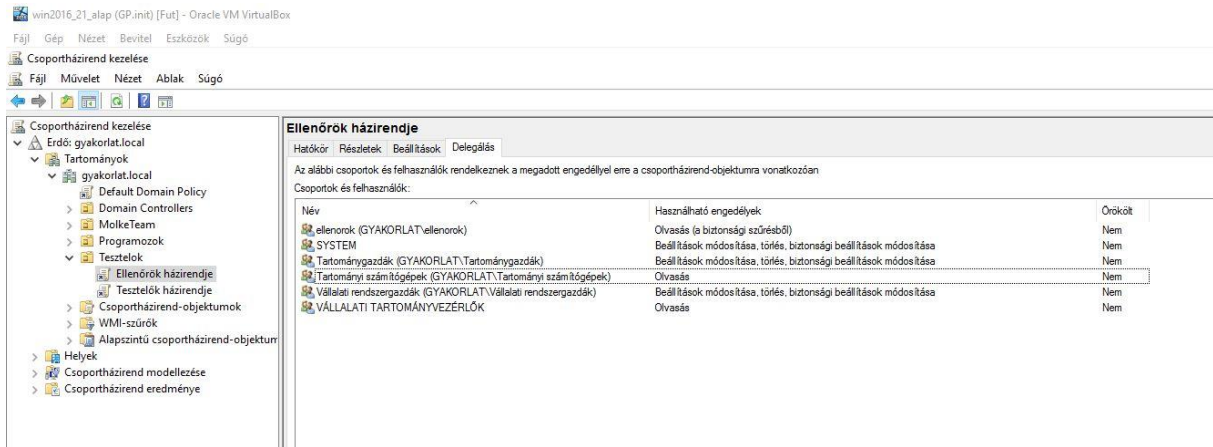 win2016_21_alap (GP.init) [Fut] - Oracle VM VirtualBox
Fájl Gép Nézet Bevitel Eszközök Súgó
Csoportházirend kezelése
Fájl Művelet Nézet Ablak Súgó
Csoportházirend kezelése
Erdő: gyakorlat.local
Tartományok
gyakorlat.local
Default Domain Policy
Domain Controllers
MolkeTeam
Programozok
Tesztelok
Ellenőrök házirendje
Tesztelők házirendje
Csoportházirend-objektumok
WMI-szűrők
Alapszintű csoportházirend-objektum
Helyek
Csoportházirend modellezése
Csoportházirend eredménye
Ellenőrök házirendje
Hatókör Részletek Beállítások Delegálás
Az alábbi csoportok és felhasználók rendelkeznek a megadott engedéllyel erre a csoportházirend-objektumra vonatkozóan
Csoportok és felhasználók:
Név Használható engedélyek Örökölt
ellenorok (GYAKORLAT\ellenorok) Olvasás (a biztonsági szűrésből) Nem
SYSTEM Beállítások módosítása, törlés, biztonsági beállítások módosítása Nem
Tartománygazdák (GYAKORLAT\Tartománygazdák) Beállítások módosítása, törlés, biztonsági beállítások módosítása Nem
Tartományi számítógépek (GYAKORLAT\Tartományi számítógépek) Olvasás Nem
Vállalati rendszergazdák (GYAKORLAT\Vállalati rendszergazdák) Beállítások módosítása, törlés, biztonsági beállítások módosítása Nem
VÁLLALATI TARTOMÁNYVEZÉRLŐK Olvasás Nem